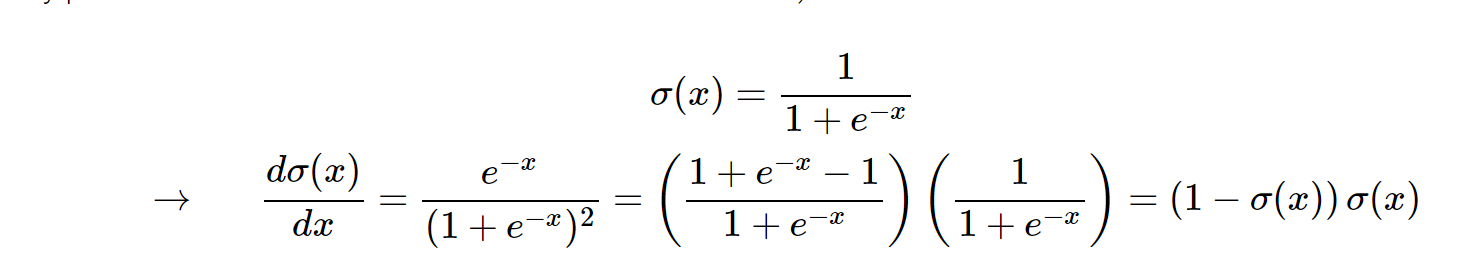 σ(x) = 1 / (1 + e^{−x})
→ dσ(x)/dx = e^{−x} / (1 + e^{−x})^2 = ((1 + e^{−x} − 1) / (1 + e^{−x})) (1 / (1 + e^{−x})) = (1 − σ(x)) σ(x)